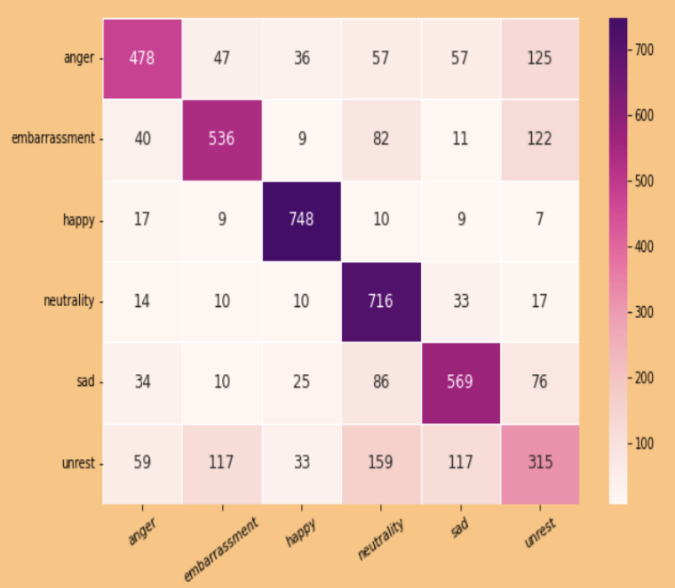 anger 478 47 36 57 57 125
embarrassment 40 536 9 82 11 122
happy 17 9 748 10 9 7
neutrality 14 10 10 716 33 17
sad 34 10 25 86 569 76
unrest 59 117 33 159 117 315
anger embarrassment happy neutrality sad unrest
700
600
500
400
300
200
100